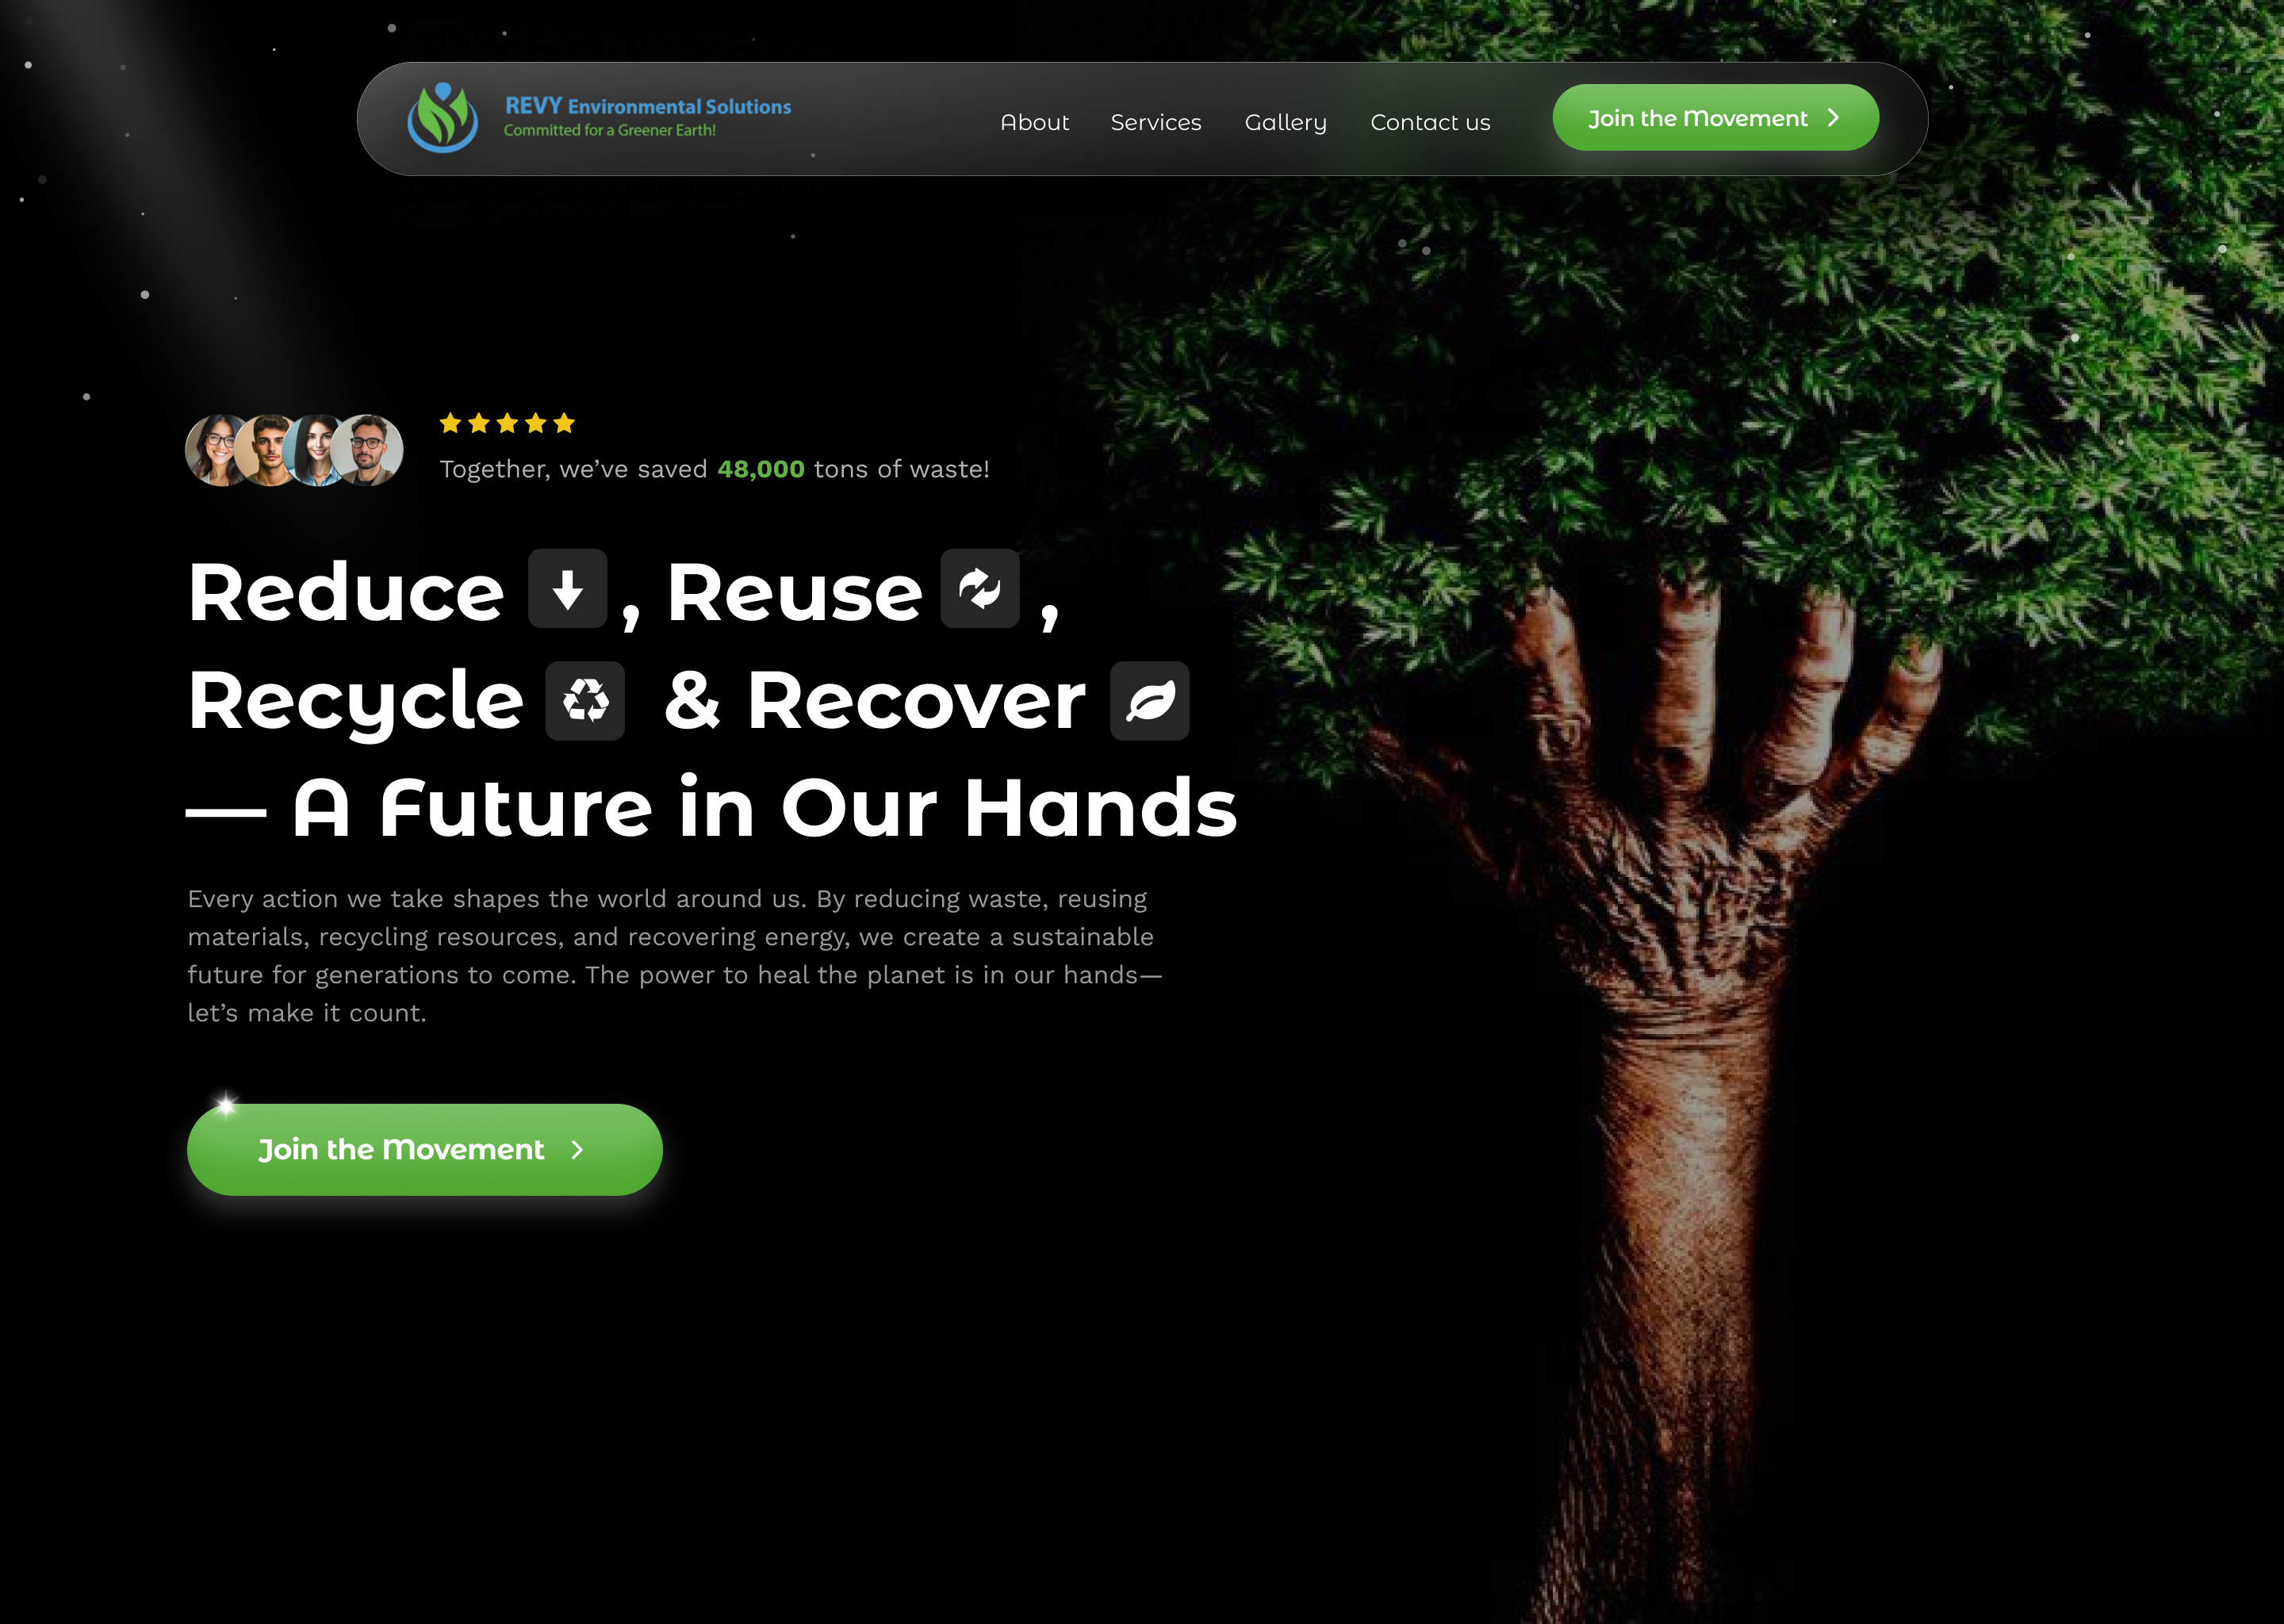 REVY Environmental Solutions
Committed for a Greener Earth!
About Services Gallery Contact us
Join the Movement
Together, we’ve saved 48,000 tons of waste!
Reduce , Reuse ,
Recycle & Recover
— A Future in Our Hands
Every action we take shapes the world around us. By reducing waste, reusing
materials, recycling resources, and recovering energy, we create a sustainable
future for generations to come. The power to heal the planet is in our hands—
let’s make it count.
Join the Movement